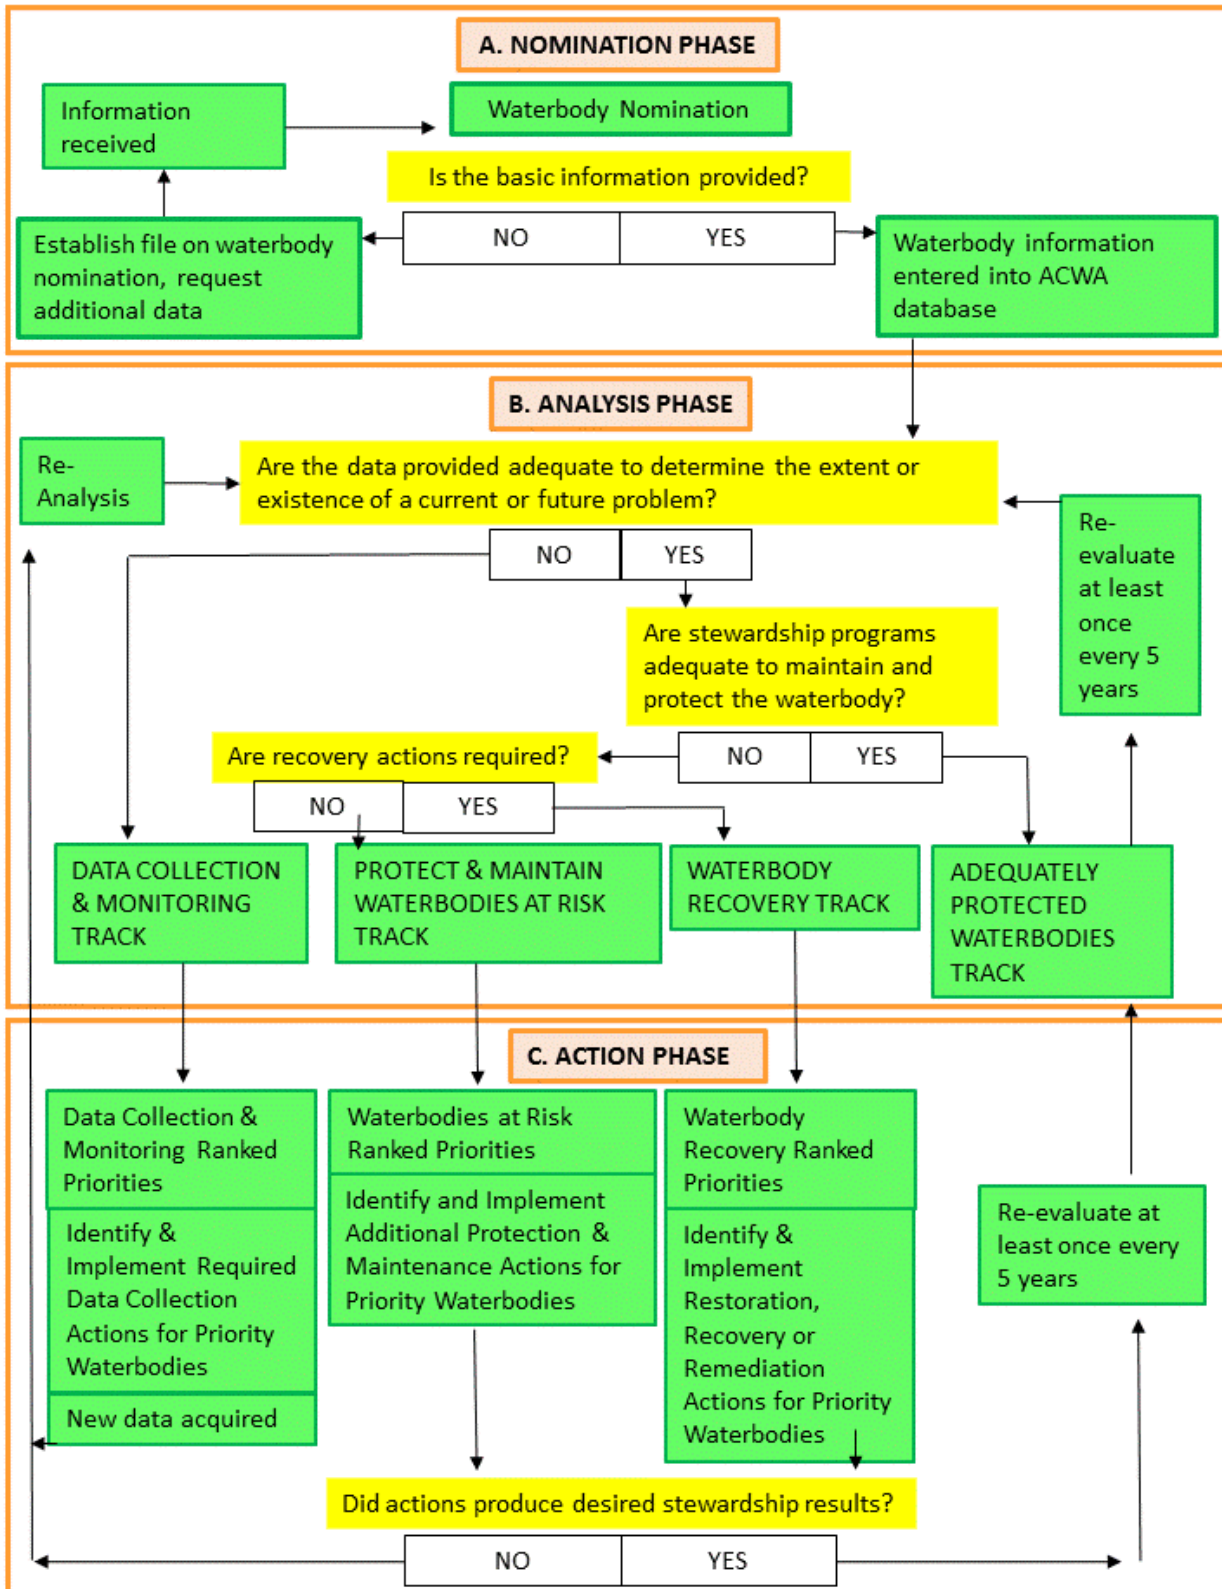 A. NOMINATION PHASE
Information
received
Waterbody Nomination
Is the basic information provided?
NO
YES
Establish file on waterbody
nomination, request
additional data
Waterbody information
entered into ACWA
database
B. ANALYSIS PHASE
Re-
Analysis
Are the data provided adequate to determine the extent or
existence of a current or future problem?
NO
YES
Re-
evaluate
at least
once
every 5
years
Are stewardship programs
adequate to maintain and
protect the waterbody?
NO
YES
Are recovery actions required?
NO
YES
DATA COLLECTION
& MONITORING
TRACK
PROTECT & MAINTAIN
WATERBODIES AT RISK
TRACK
WATERBODY
RECOVERY TRACK
ADEQUATELY
PROTECTED
WATERBODIES
TRACK
C. ACTION PHASE
Data Collection &
Monitoring Ranked
Priorities
Identify &
Implement Required
Data Collection
Actions for Priority
Waterbodies
New data acquired
Waterbodies at Risk
Ranked Priorities
Identify and Implement
Additional Protection &
Maintenance Actions for
Priority Waterbodies
Waterbody
Recovery Ranked
Priorities
Identify &
Implement
Restoration,
Recovery or
Remediation
Actions for Priority
Waterbodies
Re-evaluate at
least once every
5 years
Did actions produce desired stewardship results?
NO
YES